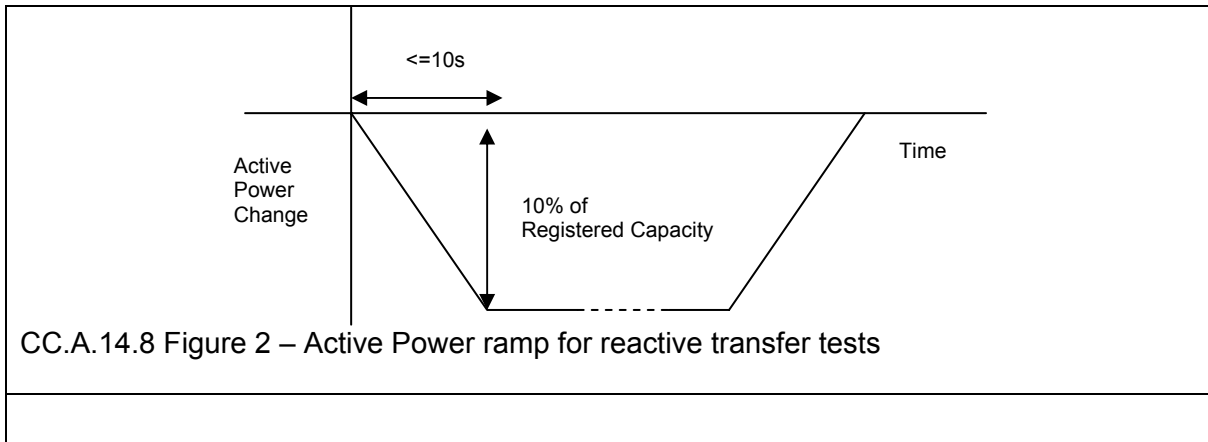 <=10s
Active
Power
Change
Time
10% of
Registered Capacity
CC.A.14.8 Figure 2 – Active Power ramp for reactive transfer tests